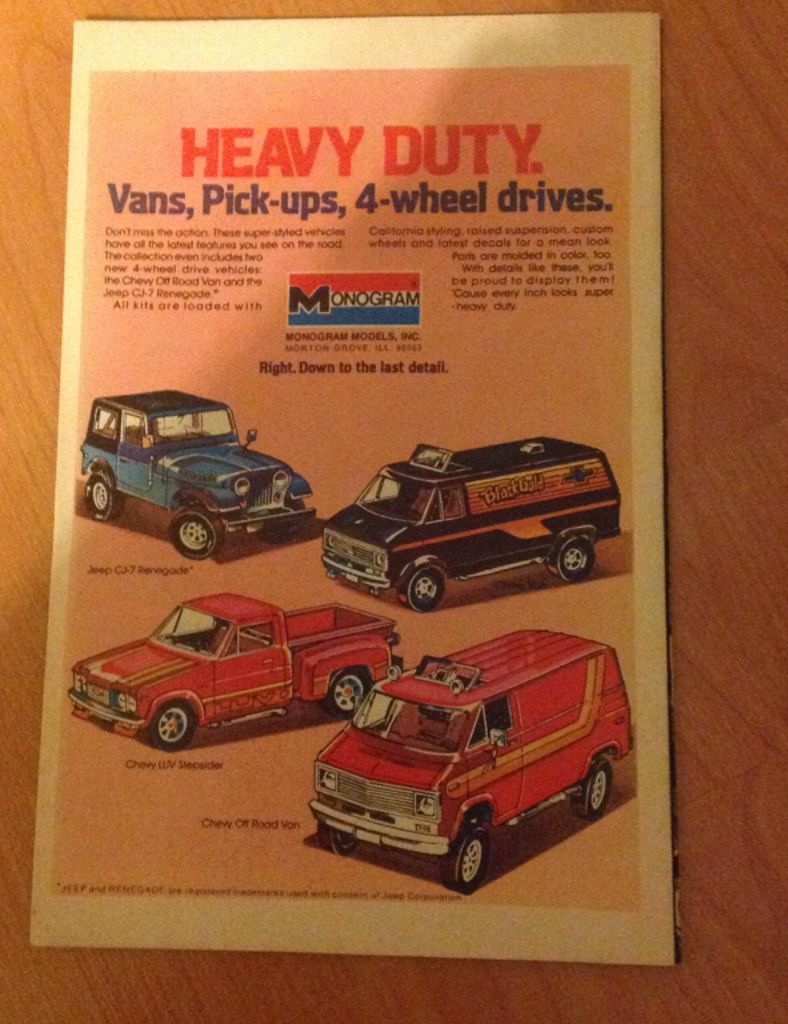 HEAVY DUTY.
Vans, Pick-ups, 4-wheel drives.
Don't miss the action. These super-styled vehicles
have all the latest features you see on the road.
The collection even includes two
new 4-wheel drive vehicles:
the Chevy Off Road Van and the
Jeep CJ-7 Renegade.*
All kits are loaded with
California styling, raised suspension, custom
wheels and latest decals for a mean look.
Parts are molded in color, too.
With details like these, you'll
be proud to display them!
'Cause every inch looks super
-heavy duty.
MONOGRAM
MONOGRAM MODELS, INC.
MORTON GROVE, ILL. 60053
Right. Down to the last detail.
Black Gold
Jeep CJ-7 Renegade*
LUV
Chevy LUV Stepsider
Chevy Off Road Van
*JEEP and RENEGADE are registered trademarks used with consent of Jeep Corporation